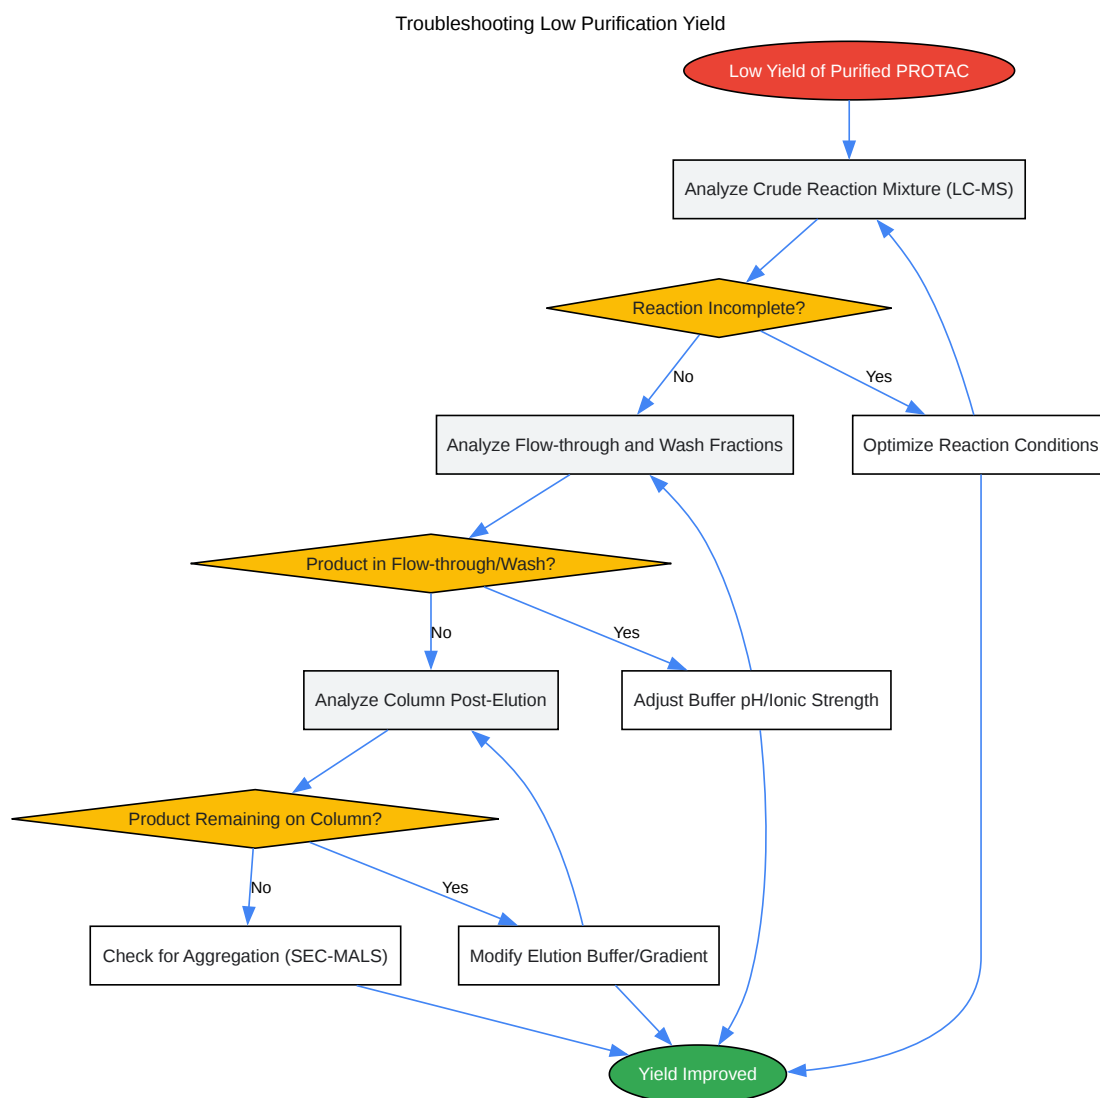 Troubleshooting Low Purification Yield
Low Yield of Purified PROTAC
Analyze Crude Reaction Mixture (LC-MS)
Reaction Incomplete?
No
Yes
Analyze Flow-through and Wash Fractions
Optimize Reaction Conditions
Product in Flow-through/Wash?
No
Yes
Analyze Column Post-Elution
Adjust Buffer pH/Ionic Strength
Product Remaining on Column?
No
Yes
Check for Aggregation (SEC-MALS)
Modify Elution Buffer/Gradient
Yield Improved